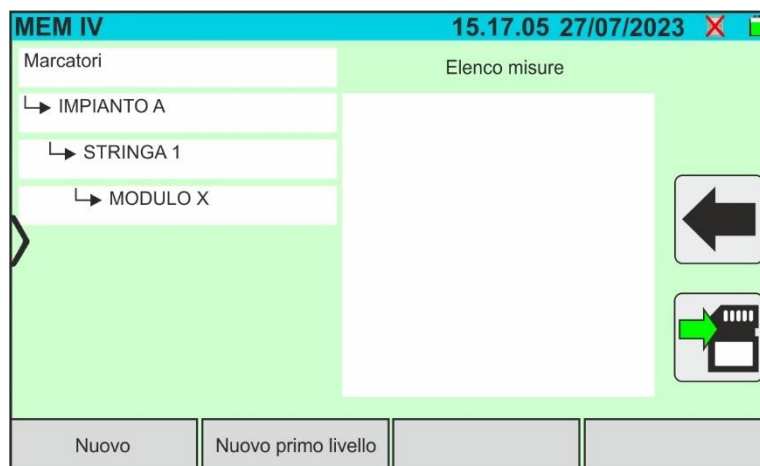 MEM IV 15.17.05 27/07/2023
Marcatori
Elenco misure
IMPIANTO A
STRINGA 1
MODULO X
Nuovo Nuovo primo livello